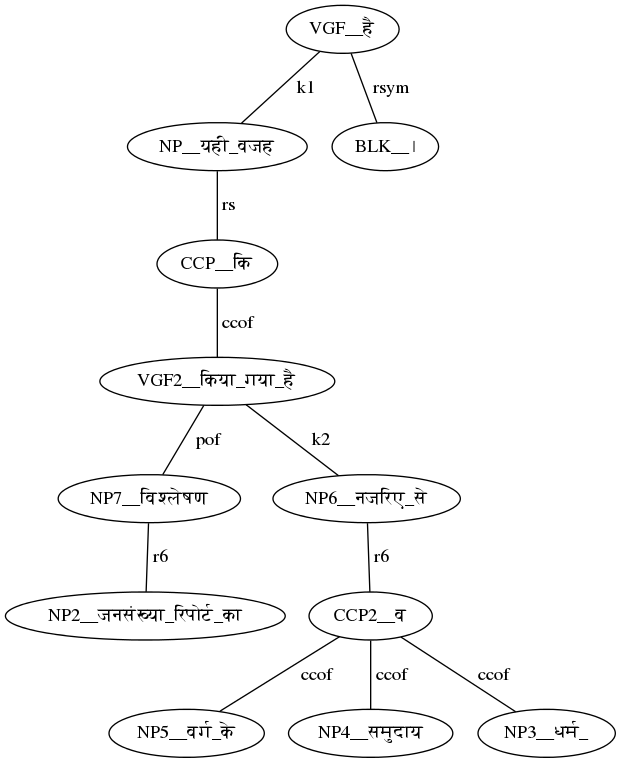 VGF__है
k1
rsym
NP__यही_वजह
BLK__।
rs
CCP__कि
ccof
VGF2__किया_गया_है
pof
k2
NP7__विश्लेषण
NP6__नजरिए_से
r6
r6
NP2__जनसंख्या_रिपोर्ट_का
CCP2__व
ccof
ccof
ccof
NP5__वर्ग_के
NP4__समुदाय
NP3__धर्म_